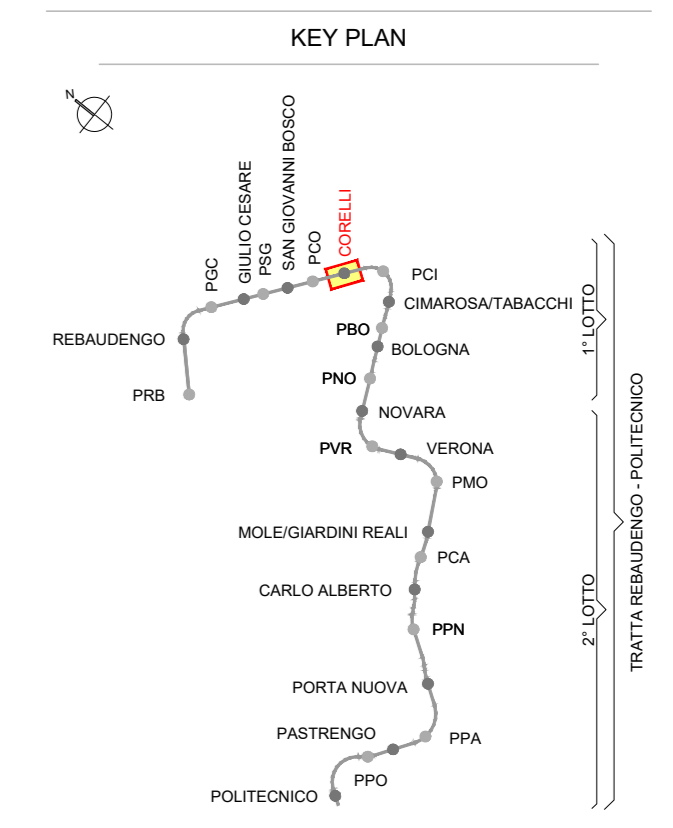 KEY PLAN
N
PGC
GIULIO CESARE
PSG
SAN GIOVANNI BOSCO
PCO
CORELLI
PCI
CIMAROSA/TABACCHI
PBO
BOLOGNA
REBAUDENGO
PNO
PRB
NOVARA
PVR
VERONA
PMO
MOLE/GIARDINI REALI
PCA
CARLO ALBERTO
PPN
PORTA NUOVA
PASTRENGO
PPA
PPO
POLITECNICO
1° LOTTO
2° LOTTO
TRATTA REBAUDENGO - POLITECNICO